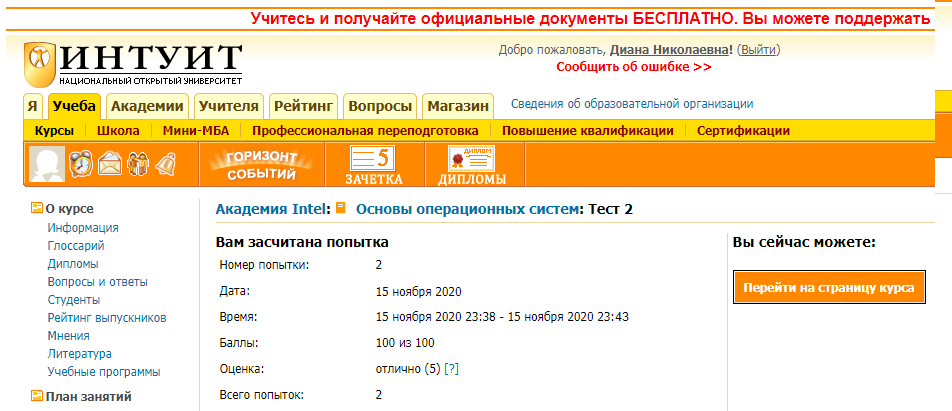 Учитесь и получайте официальные документы БЕСПЛАТНО. Вы можете поддержать
ИНТУИТ
НАЦИОНАЛЬНЫЙ ОТКРЫТЫЙ УНИВЕРСИТЕТ
Добро пожаловать, Диана Николаевна! (Выйти)
Сообщить об ошибке >>
Я Учеба Академии Учителя Рейтинг Вопросы Магазин Сведения об образовательной организации
Курсы Школа Мини-МБА Профессиональная переподготовка Повышение квалификации Сертификации
ГОРИЗОНТ СОБЫТИЙ
5 ЗАЧЕТКА
ДИПЛОМ ДИПЛОМЫ
О курсе
Информация
Глоссарий
Дипломы
Вопросы и ответы
Студенты
Рейтинг выпускников
Мнения
Литература
Учебные программы
План занятий
Академия Intel: Основы операционных систем: Тест 2
Вам засчитана попытка
Номер попытки: 2
Дата: 15 ноября 2020
Время: 15 ноября 2020 23:38 - 15 ноября 2020 23:43
Баллы: 100 из 100
Оценка: отлично (5) [?]
Всего попыток: 2
Вы сейчас можете:
Перейти на страницу курса